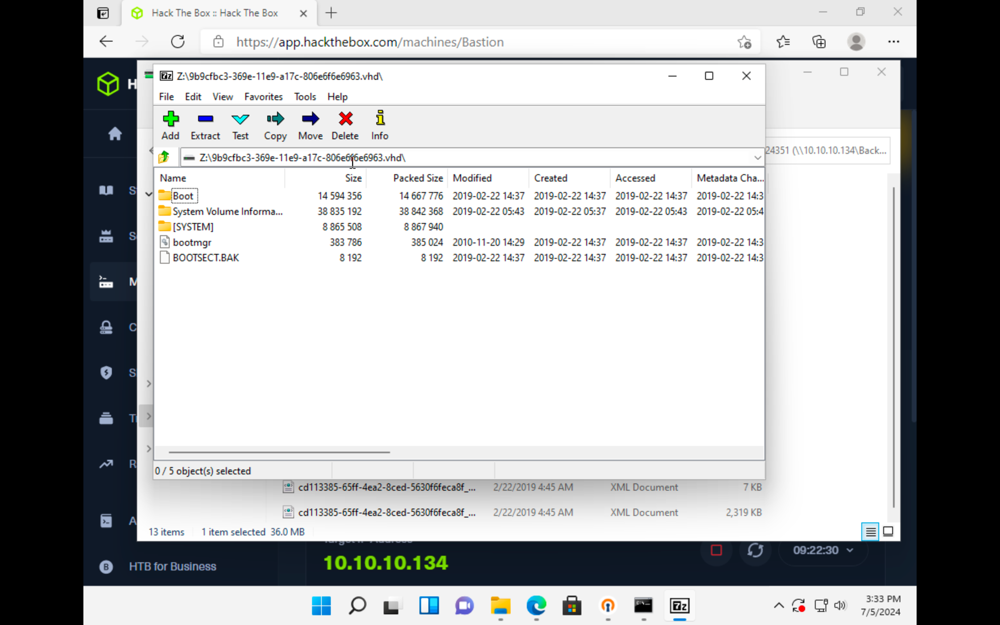 Hack The Box :: Hack The Box
https://app.hackthebox.com/machines/Bastion
H
7z Z:\9b9cfbc3-369e-11e9-a17c-806e6f6e6963.vhd\
File Edit View Favorites Tools Help
Add Extract Test Copy Move Delete Info
Z:\9b9cfbc3-369e-11e9-a17c-806e6f6e6963.vhd\
24351 (\\10.10.10.134\Back...
Name Size Packed Size Modified Created Accessed Metadata Cha...
Boot 14 594 356 14 667 776 2019-02-22 14:37 2019-02-22 14:37 2019-02-22 14:37 2019-02-22 14:3
System Volume Informa... 38 835 192 38 842 368 2019-02-22 05:43 2019-02-22 05:37 2019-02-22 05:43 2019-02-22 05:4
[SYSTEM] 8 865 508 8 867 940
bootmgr 383 786 385 024 2010-11-20 14:29 2019-02-22 14:37 2019-02-22 14:37 2019-02-22 14:3
BOOTSECT.BAK 8 192 8 192 2019-02-22 14:37 2019-02-22 14:37 2019-02-22 14:37 2019-02-22 14:3
0 / 5 object(s) selected
cd113385-65ff-4ea2-8ced-5630f6feca8f_... 2/22/2019 4:45 AM XML Document 7 KB
cd113385-65ff-4ea2-8ced-5630f6feca8f_... 2/22/2019 4:45 AM XML Document 2,319 KB
13 items 1 item selected 36.0 MB
10.10.10.134
09:22:30
HTB for Business
7z
3:33 PM
7/5/2024